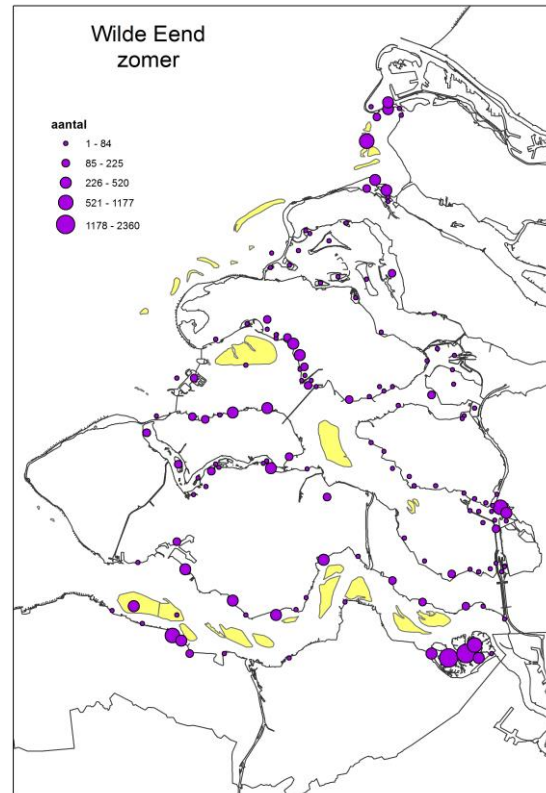 Wilde Eend
zomer
aantal
1 - 84
85 - 225
226 - 520
521 - 1177
1178 - 2360